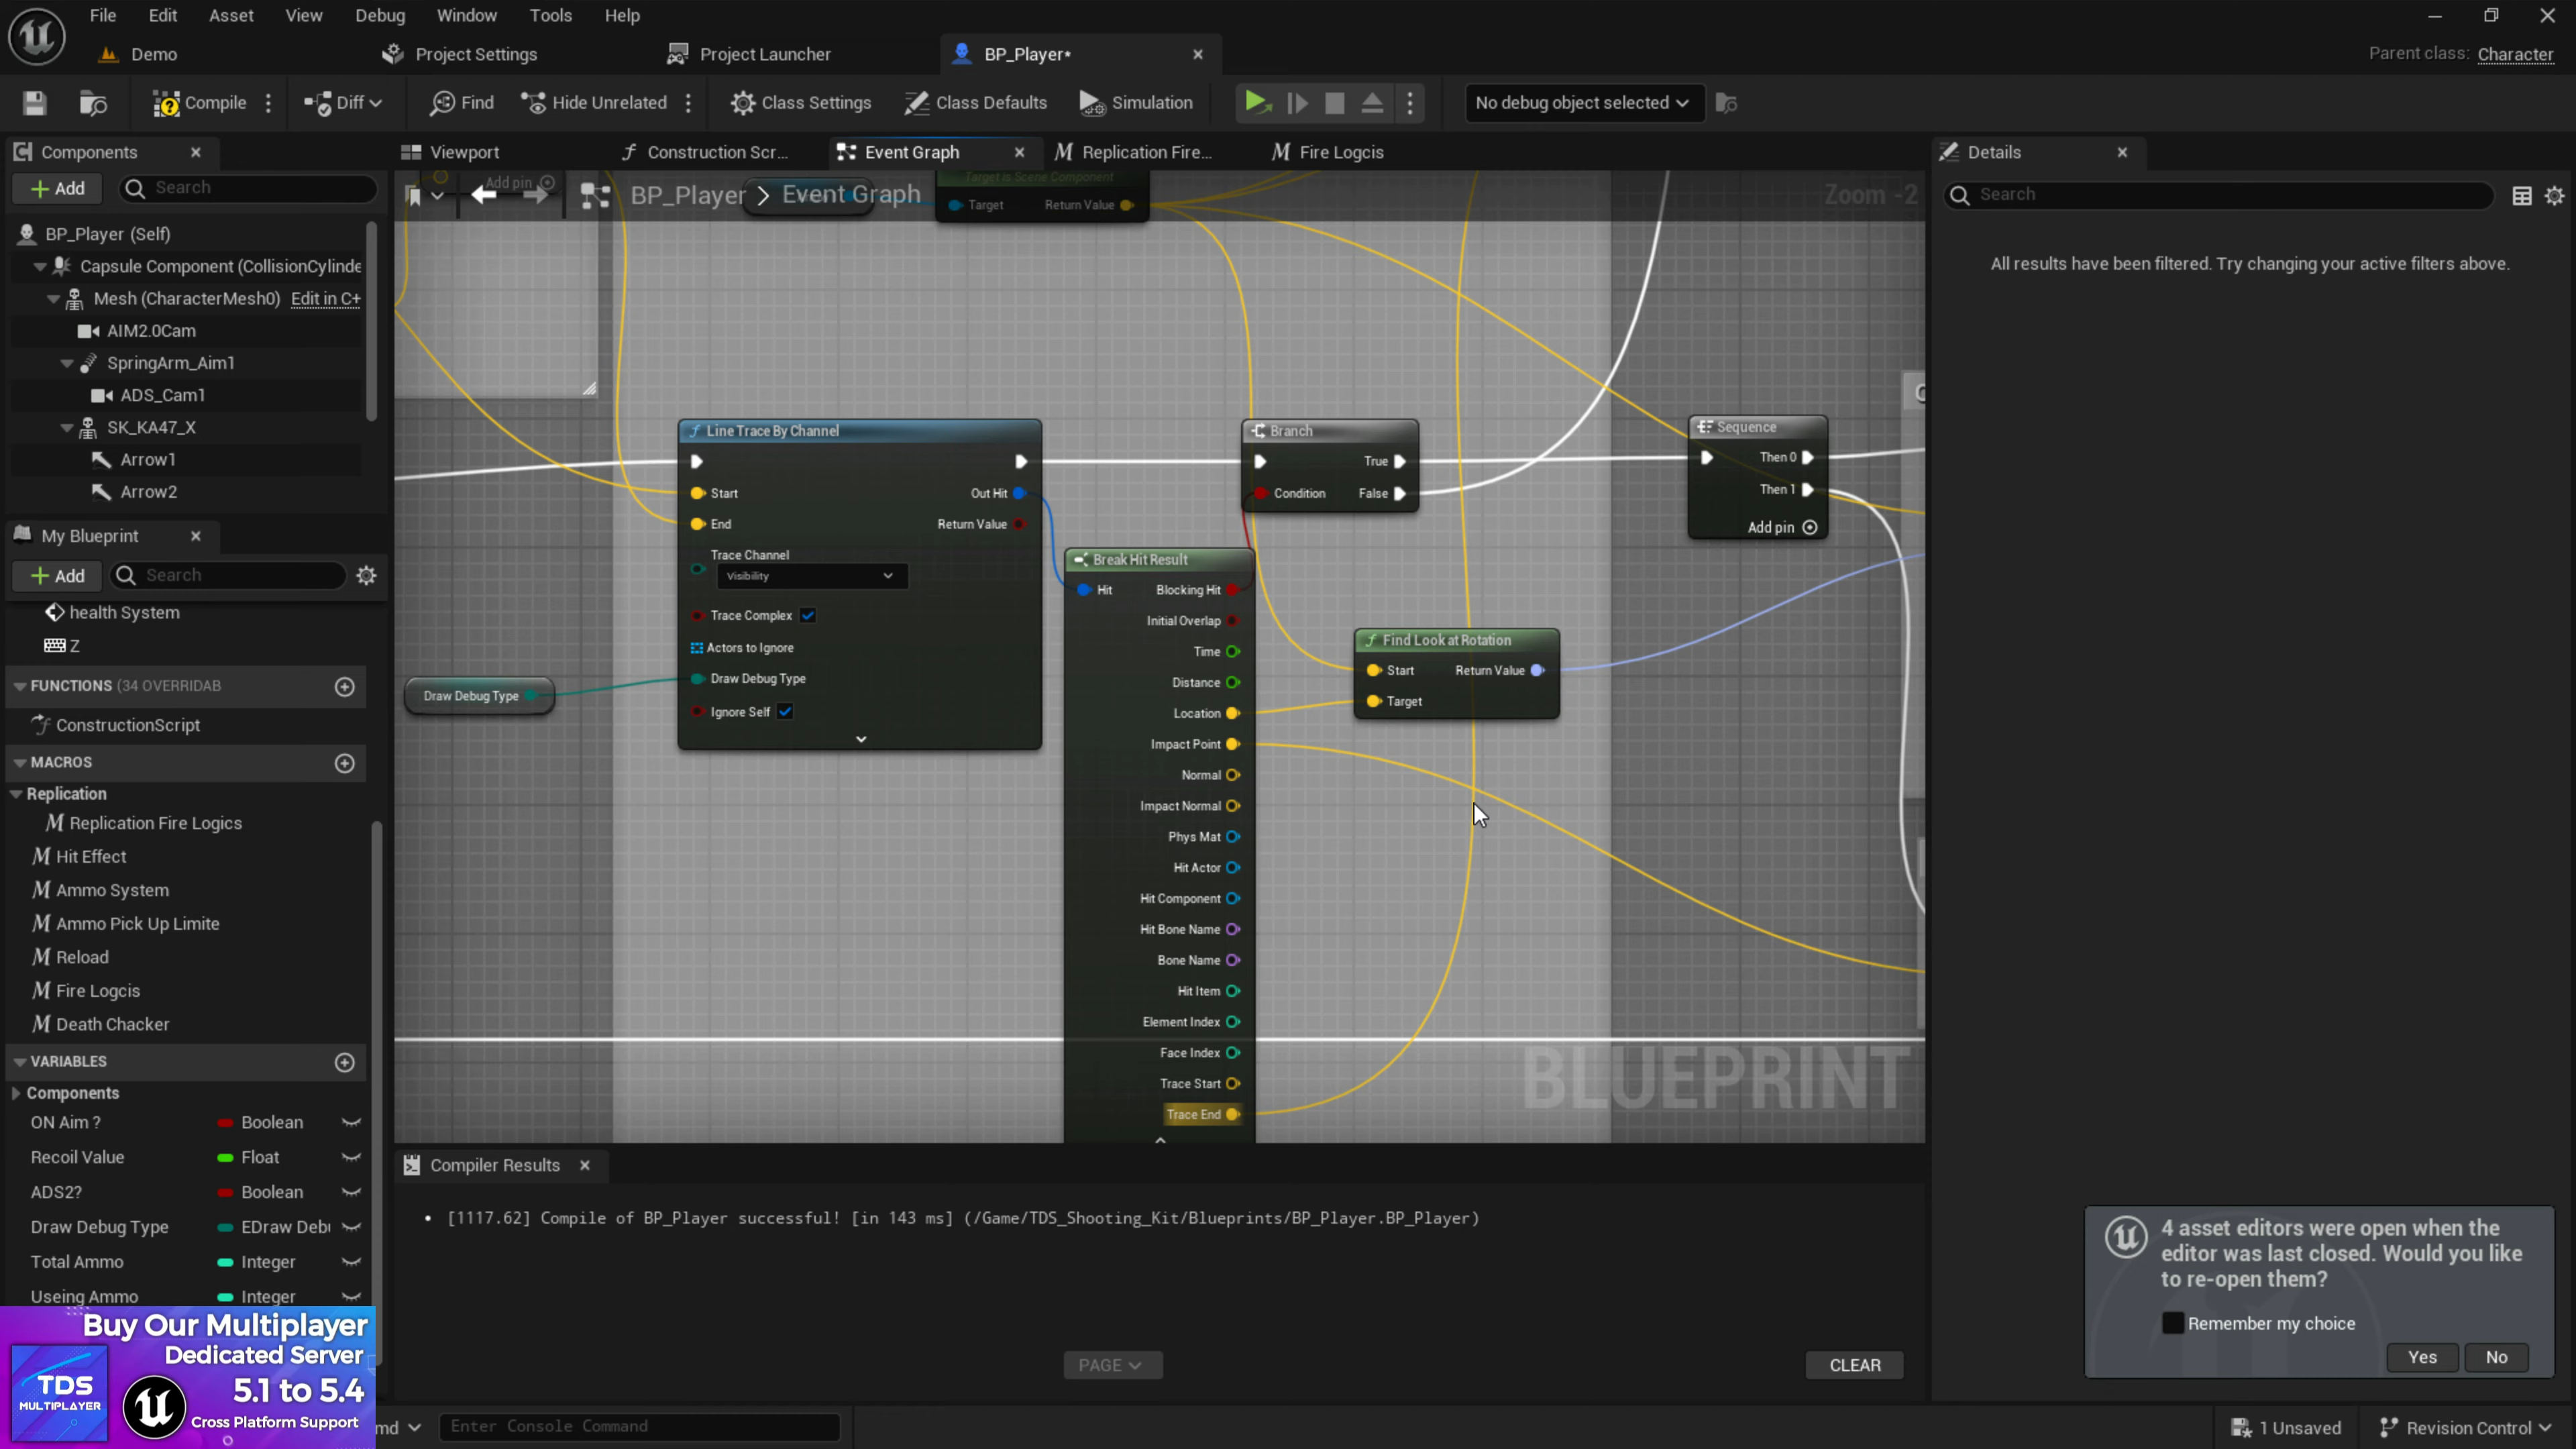 File Edit Asset View Debug Window Tools Help
Demo Project Settings Project Launcher BP_Player* Parent class: Character
Compile Diff Find Hide Unrelated Class Settings Class Defaults Simulation No debug object selected
Components
Add Search
BP_Player (Self)
Capsule Component (CollisionCylinde
Mesh (CharacterMesh0) Edit in C+
AIM2.0Cam
SpringArm_Aim1
ADS_Cam1
SK_KA47_X
Arrow1
Arrow2
My Blueprint
Add Search
health System
Z
FUNCTIONS (34 OVERRIDAB
ConstructionScript
MACROS
Replication
Replication Fire Logics
Hit Effect
Ammo System
Ammo Pick Up Limite
Reload
Fire Logcis
Death Chacker
VARIABLES
Components
ON Aim ? Boolean
Recoil Value Float
ADS2? Boolean
Draw Debug Type EDraw Deb
Total Ammo Integer
Useing Ammo Integer
Buy Our Multiplayer
Dedicated Server
5.1 to 5.4
Cross Platform Support
TDS
MULTIPLAYER
Viewport Construction Scr... Event Graph Replication Fire... Fire Logcis
Add pin
BP_Player > Event Graph
Zoom -2
Target is Scene Component
Target Return Value
Line Trace By Channel
Start Out Hit
End Return Value
Trace Channel
Visibility
Trace Complex
Actors to Ignore
Draw Debug Type
Ignore Self
Draw Debug Type
Branch
True
Condition False
Break Hit Result
Hit Blocking Hit
Initial Overlap
Time
Distance
Location
Impact Point
Normal
Impact Normal
Phys Mat
Hit Actor
Hit Component
Hit Bone Name
Bone Name
Hit Item
Element Index
Face Index
Trace Start
Trace End
Find Look at Rotation
Start Return Value
Target
Sequence
Then 0
Then 1
Add pin
BLUEPRINT
Compiler Results
• [1117.62] Compile of BP_Player successful! [in 143 ms] (/Game/TDS_Shooting_Kit/Blueprints/BP_Player.BP_Player)
PAGE CLEAR
Details
Search
All results have been filtered. Try changing your active filters above.
4 asset editors were open when the
editor was last closed. Would you like
to re-open them?
Remember my choice
Yes No
md Enter Console Command
1 Unsaved Revision Control